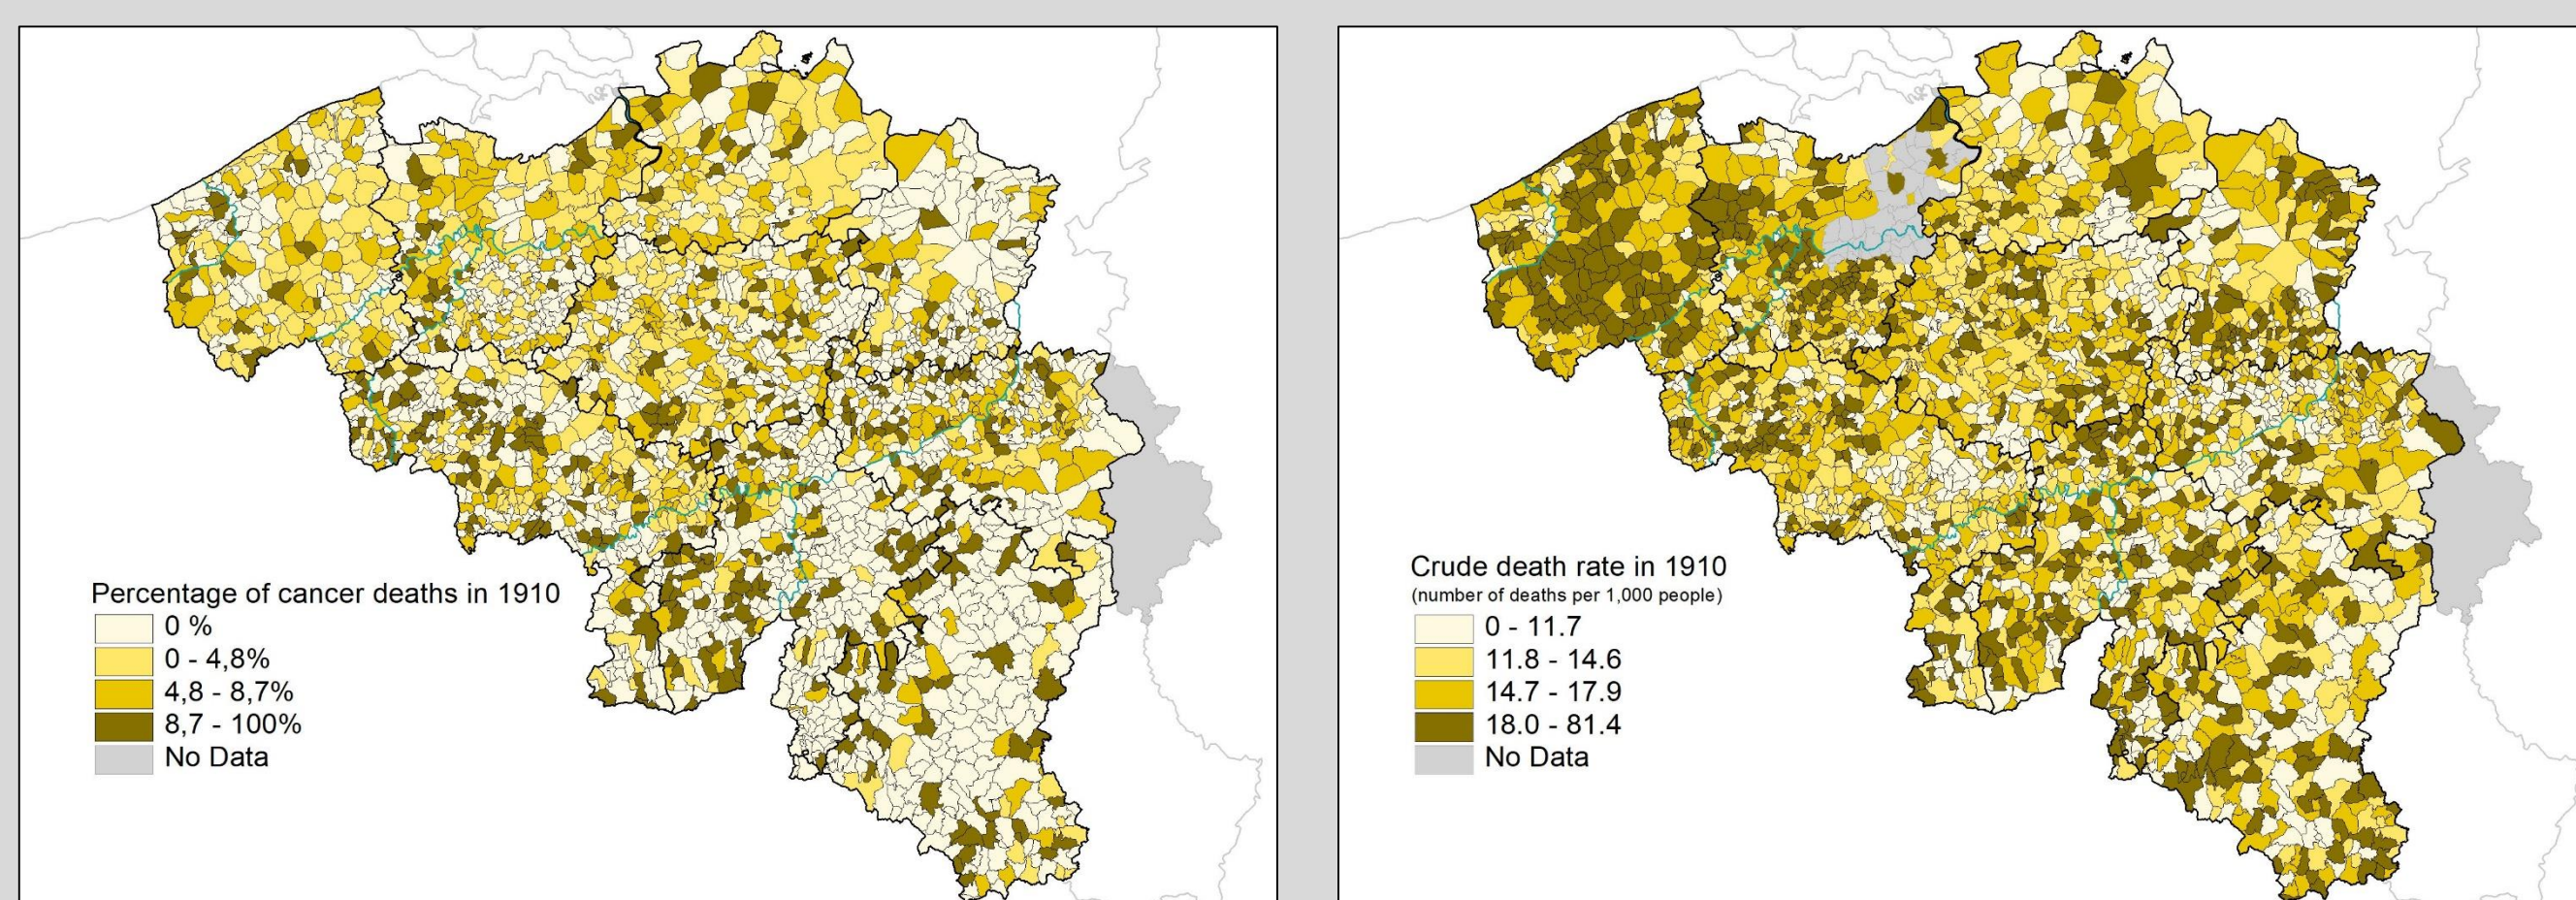 Percentage of cancer deaths in 1910
0 %
0 - 4,8%
4,8 - 8,7%
8,7 - 100%
No Data
Crude death rate in 1910
(number of deaths per 1,000 people)
0 - 11.7
11.8 - 14.6
14.7 - 17.9
18.0 - 81.4
No Data